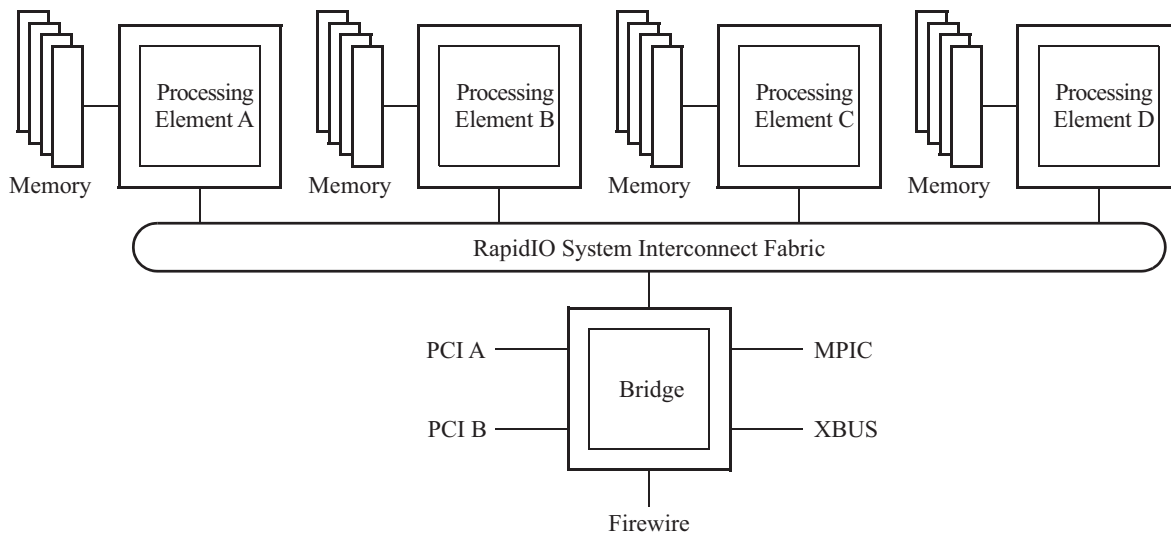 Processing
Element A
Processing
Element B
Processing
Element C
Processing
Element D
Memory
Memory
Memory
Memory
RapidIO System Interconnect Fabric
PCI A
MPIC
Bridge
PCI B
XBUS
Firewire